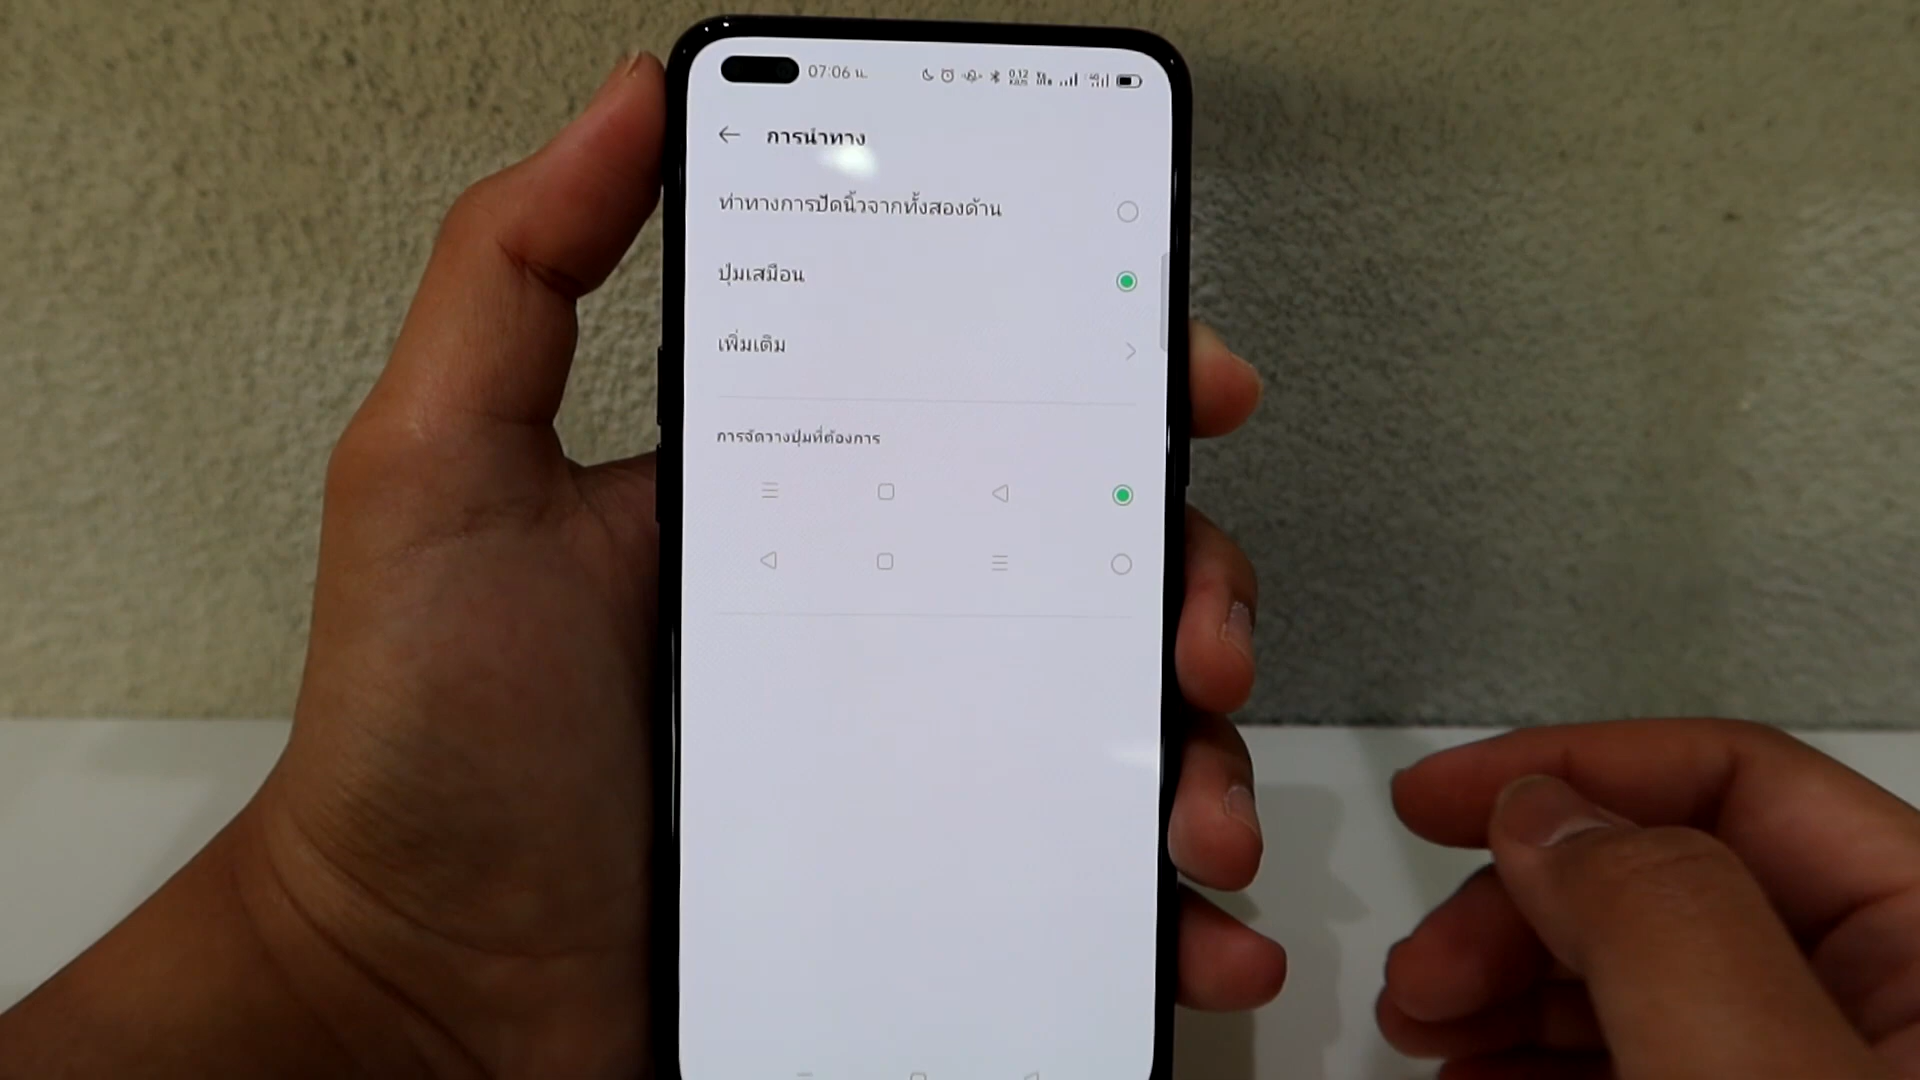 07:06 น.
การนำทาง
ท่าทางการปัดนิ้วจากทั้งสองด้าน
ปุ่มเสมือน
เพิ่มเติม
การจัดวางปุ่มที่ต้องการ